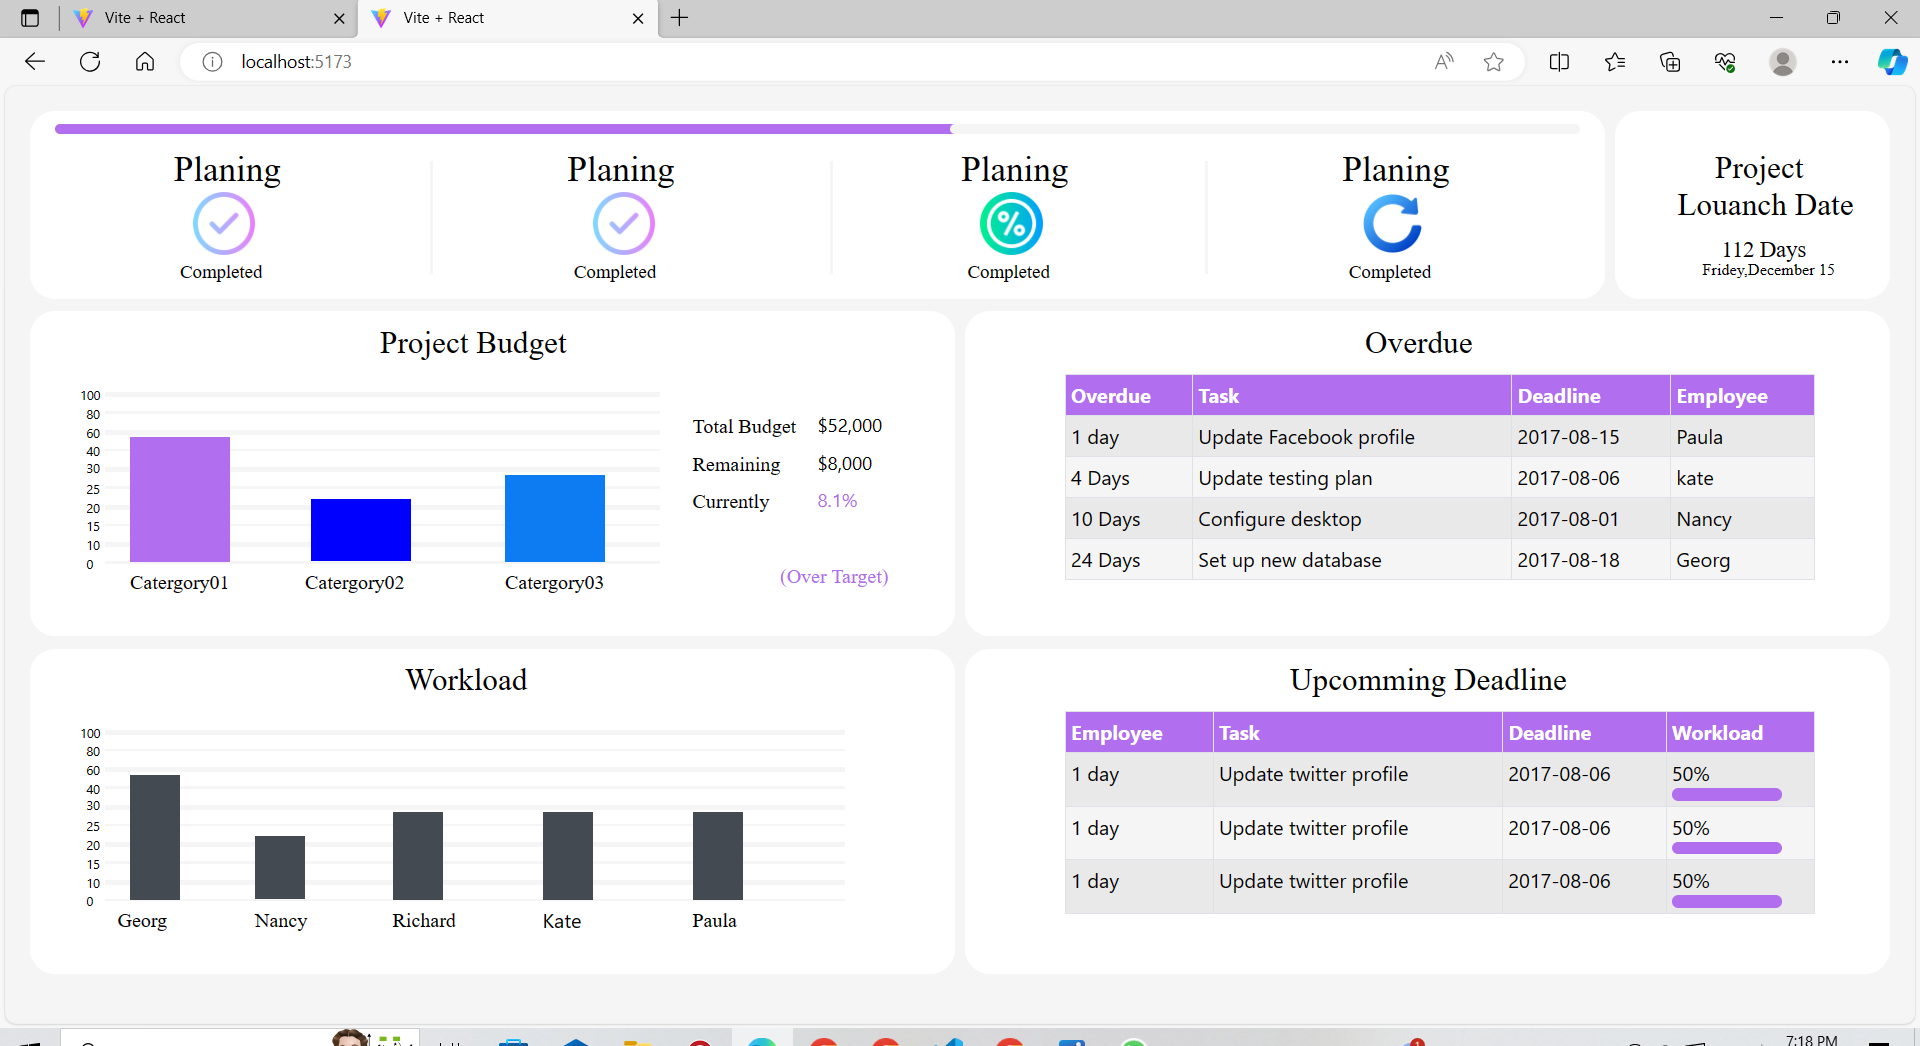 Vite + React
Vite + React
localhost:5173
Planing
Planing
Planing
Planing
Completed
Completed
Completed
Completed
Project
Louanch Date
112 Days
Fridey,December 15
Project Budget
100
80
60
40
30
25
20
15
10
0
Catergory01
Catergory02
Catergory03
Total Budget $52,000
Remaining $8,000
Currently 8.1%
(Over Target)
Overdue
Overdue Task Deadline Employee
1 day Update Facebook profile 2017-08-15 Paula
4 Days Update testing plan 2017-08-06 kate
10 Days Configure desktop 2017-08-01 Nancy
24 Days Set up new database 2017-08-18 Georg
Workload
100
80
60
40
30
25
20
15
10
0
Georg
Nancy
Richard
Kate
Paula
Upcomming Deadline
Employee Task Deadline Workload
1 day Update twitter profile 2017-08-06 50%
1 day Update twitter profile 2017-08-06 50%
1 day Update twitter profile 2017-08-06 50%
1
7:18 PM